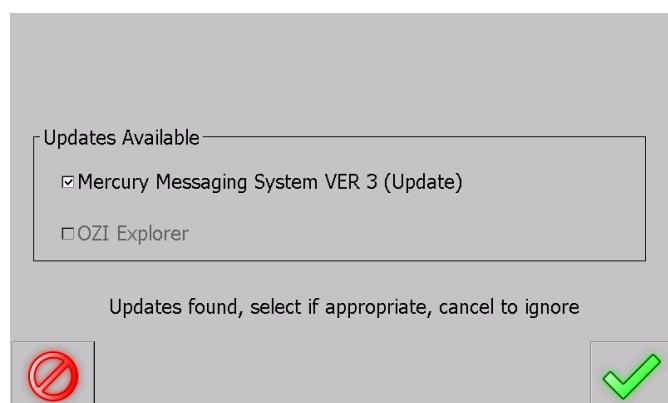 Updates Available
Mercury Messaging System VER 3 (Update)
OZI Explorer
Updates found, select if appropriate, cancel to ignore